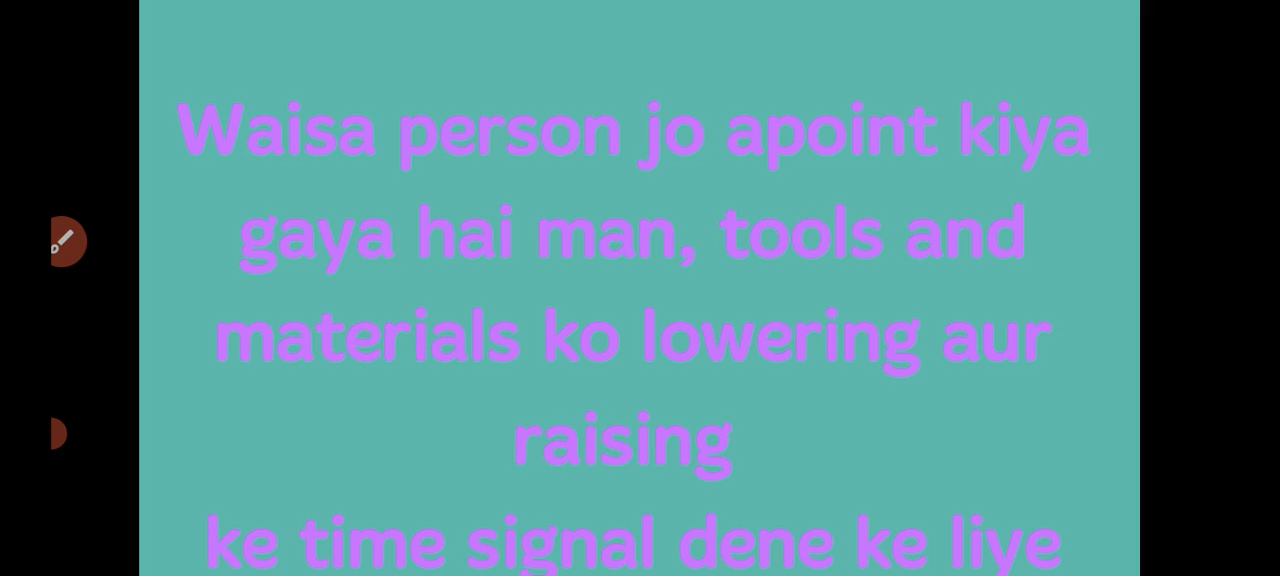 Waisa person jo apoint kiya
gaya hai man, tools and
materials ko lowering aur
raising
ke time signal dene ke liye